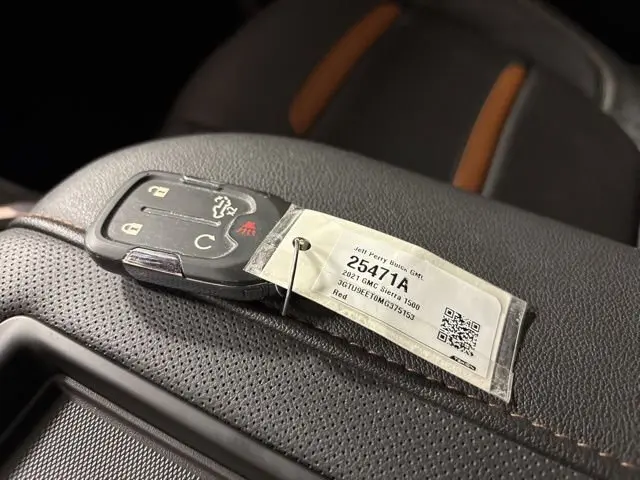 Jeff Perry Buick GMC
25471A
2021 GMC Sierra 1500
3GTU9EET0MG375153
Red